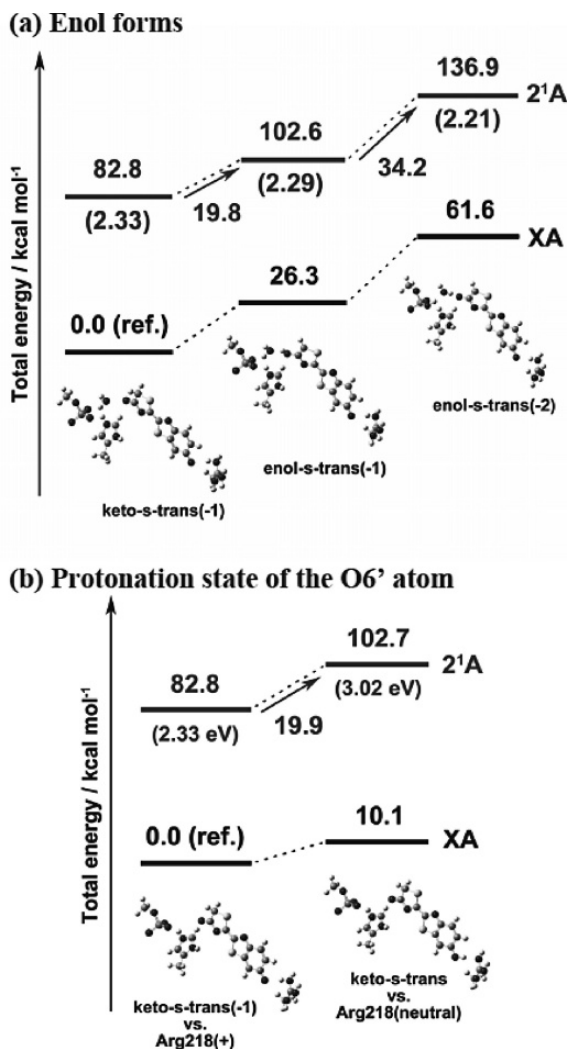 (a) Enol forms
Total energy / kcal mol⁻¹
136.9
2¹A
(2.21)
102.6
(2.29)
34.2
82.8
(2.33)
19.8
61.6
XA
26.3
0.0 (ref.)
enol-s-trans(-2)
enol-s-trans(-1)
keto-s-trans(-1)
(b) Protonation state of the O6’ atom
Total energy / kcal mol⁻¹
102.7
2¹A
(3.02 eV)
82.8
(2.33 eV)
19.9
10.1
XA
0.0 (ref.)
keto-s-trans(-1)
vs.
Arg218(+)
keto-s-trans
vs.
Arg218(neutral)